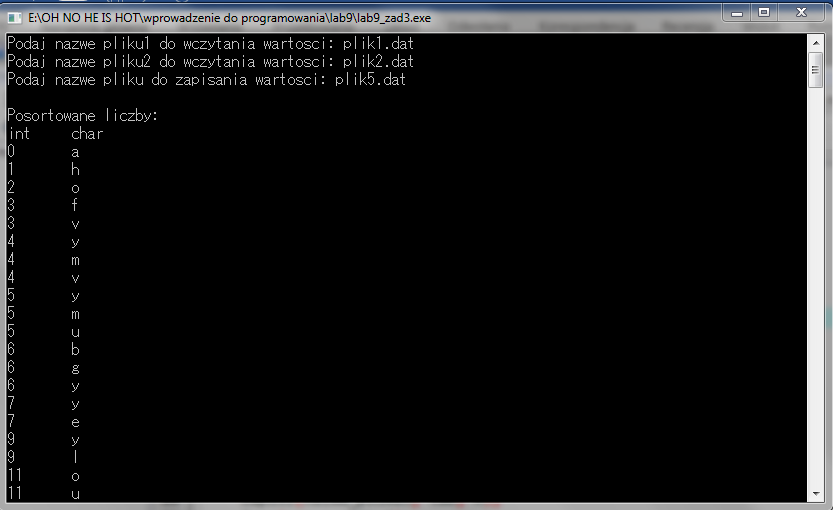 E:\OH NO HE IS HOT\wprowadzenie do programowania\lab9\lab9_zad3.exe
Podaj nazwe pliku1 do wczytania wartosci: plik1.dat
Podaj nazwe pliku2 do wczytania wartosci: plik2.dat
Podaj nazwe pliku do zapisania wartosci: plik5.dat
Posortowane liczby:
int char
0 a
1 h
2 o
3 f
3 v
4 y
4 m
4 v
5 y
5 m
5 u
6 b
6 g
6 y
7 y
7 e
9 y
9 l
11 o
11 u